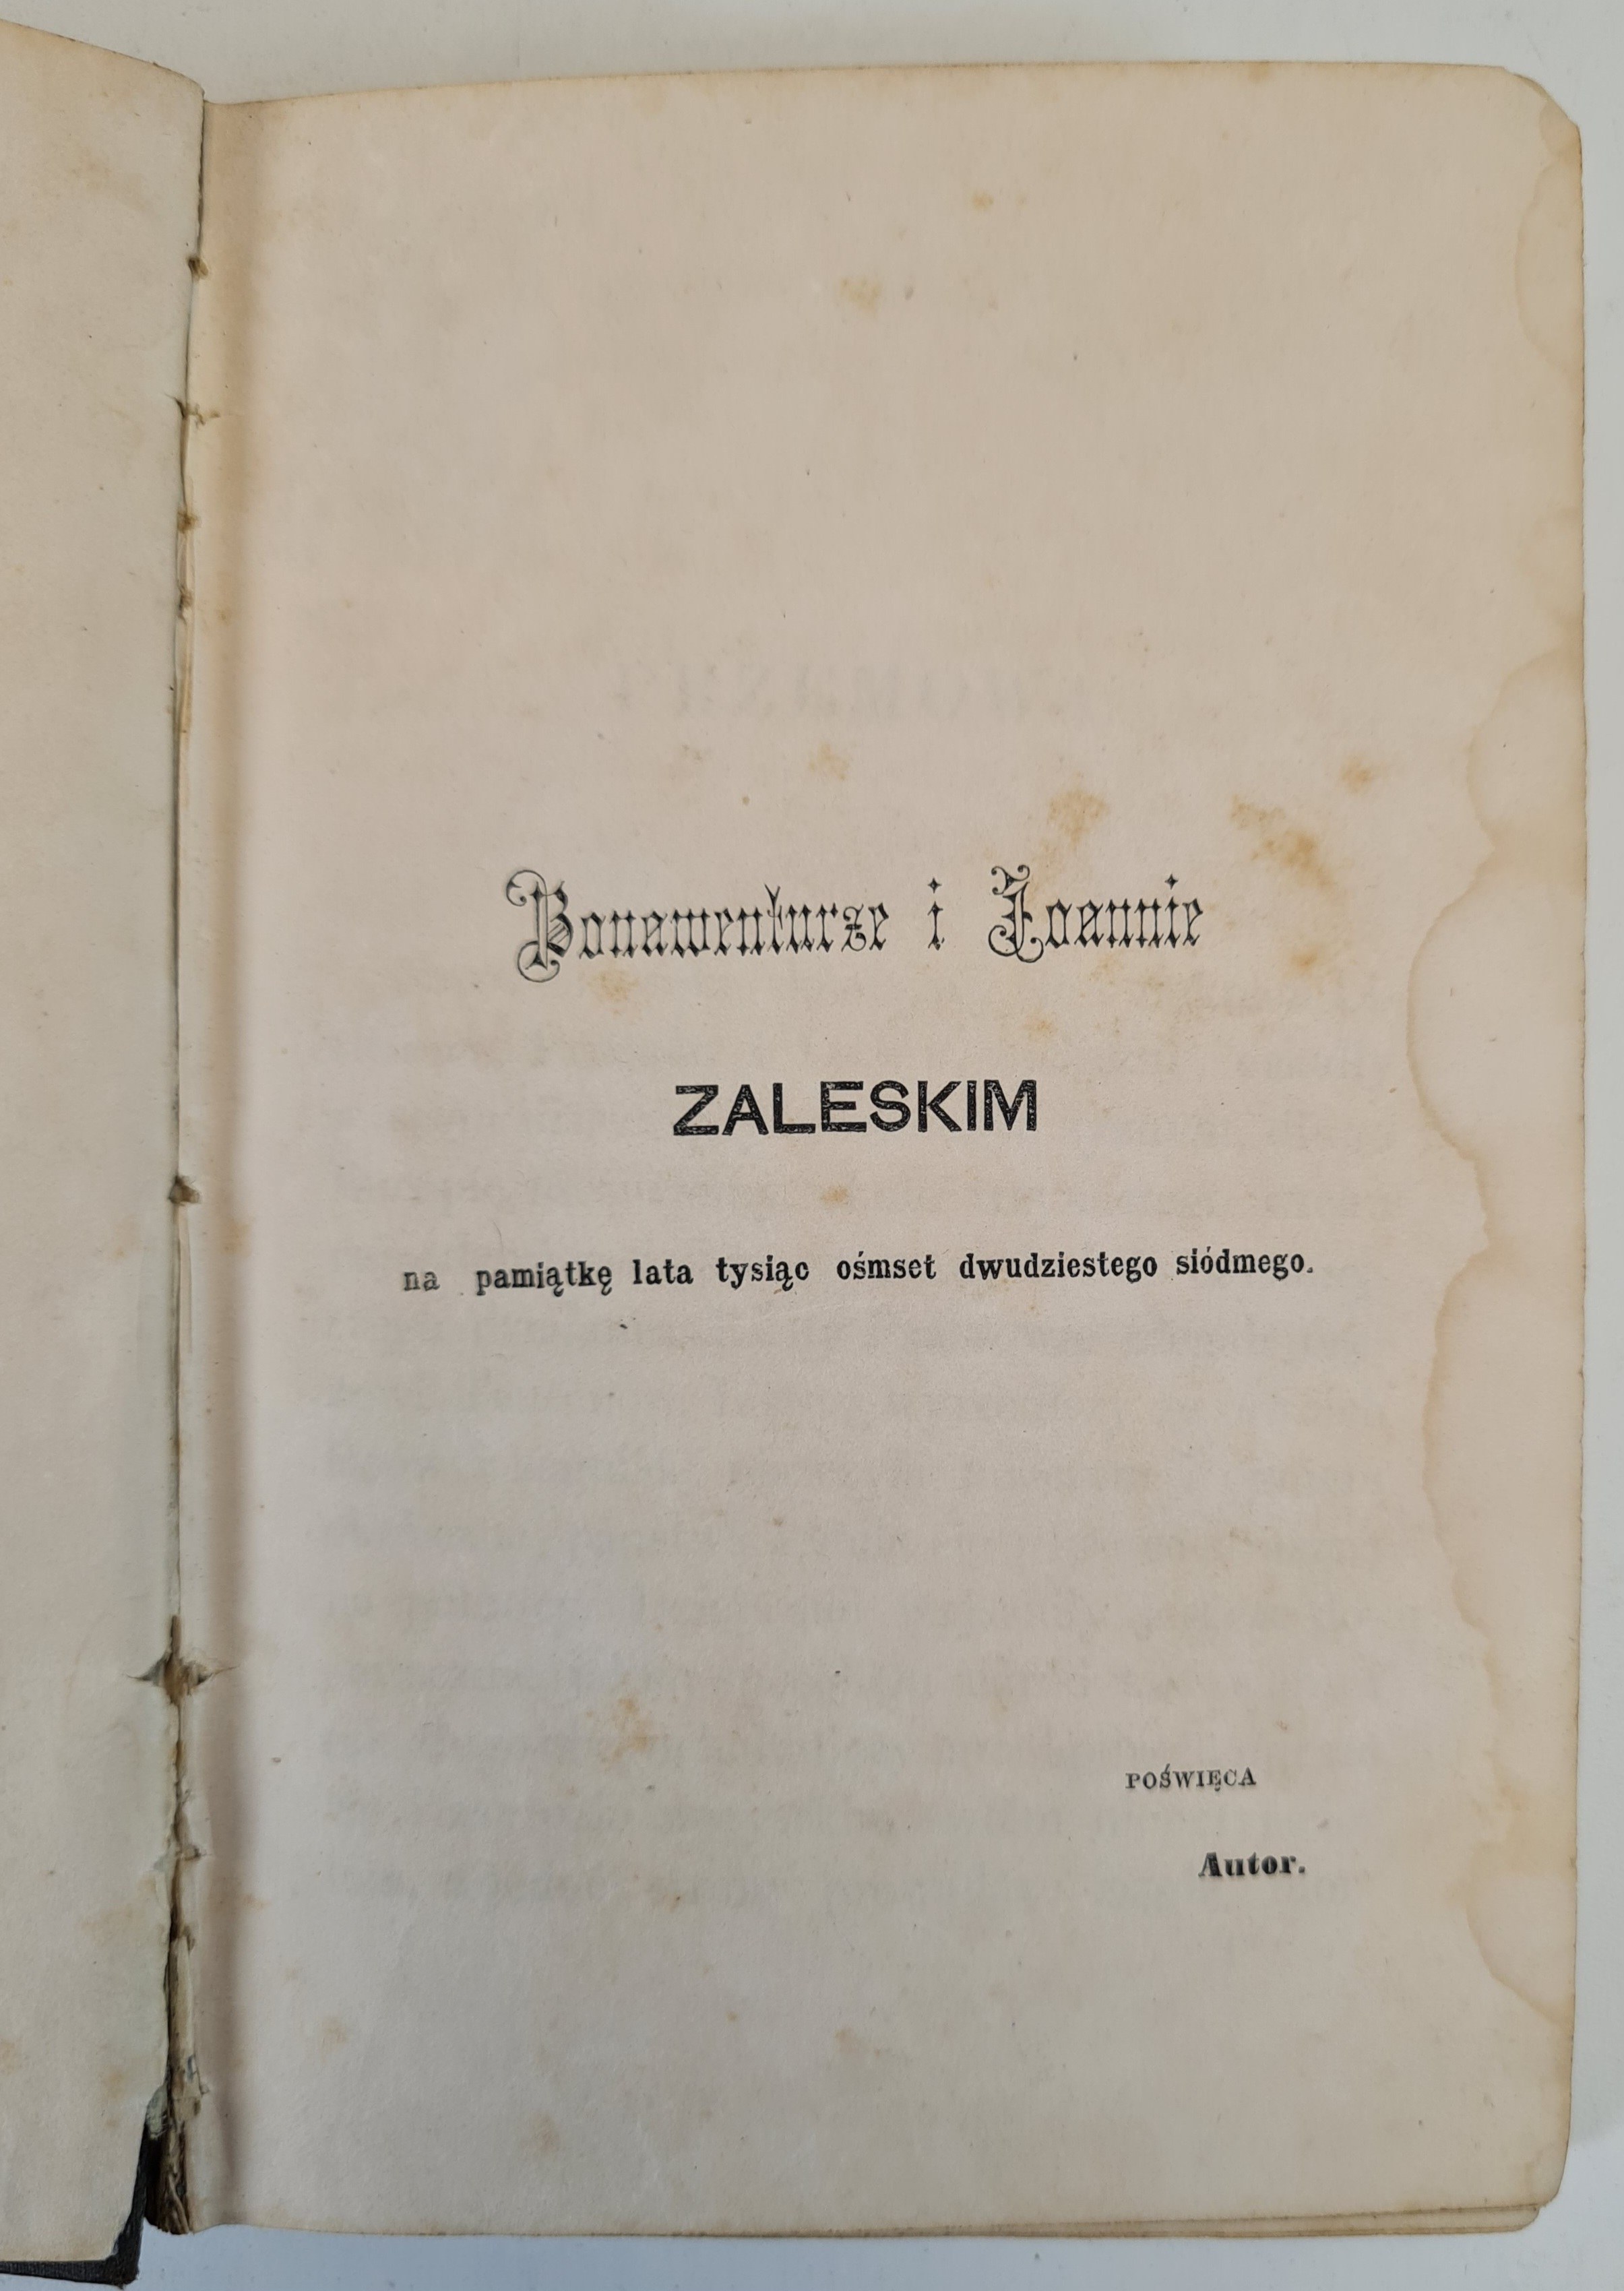 Bonawenturze i Joannie
ZALESKIM
na pamiątkę lata tysiąc ośmset dwudziestego siódmego.
POŚWIĘCA
Autor.